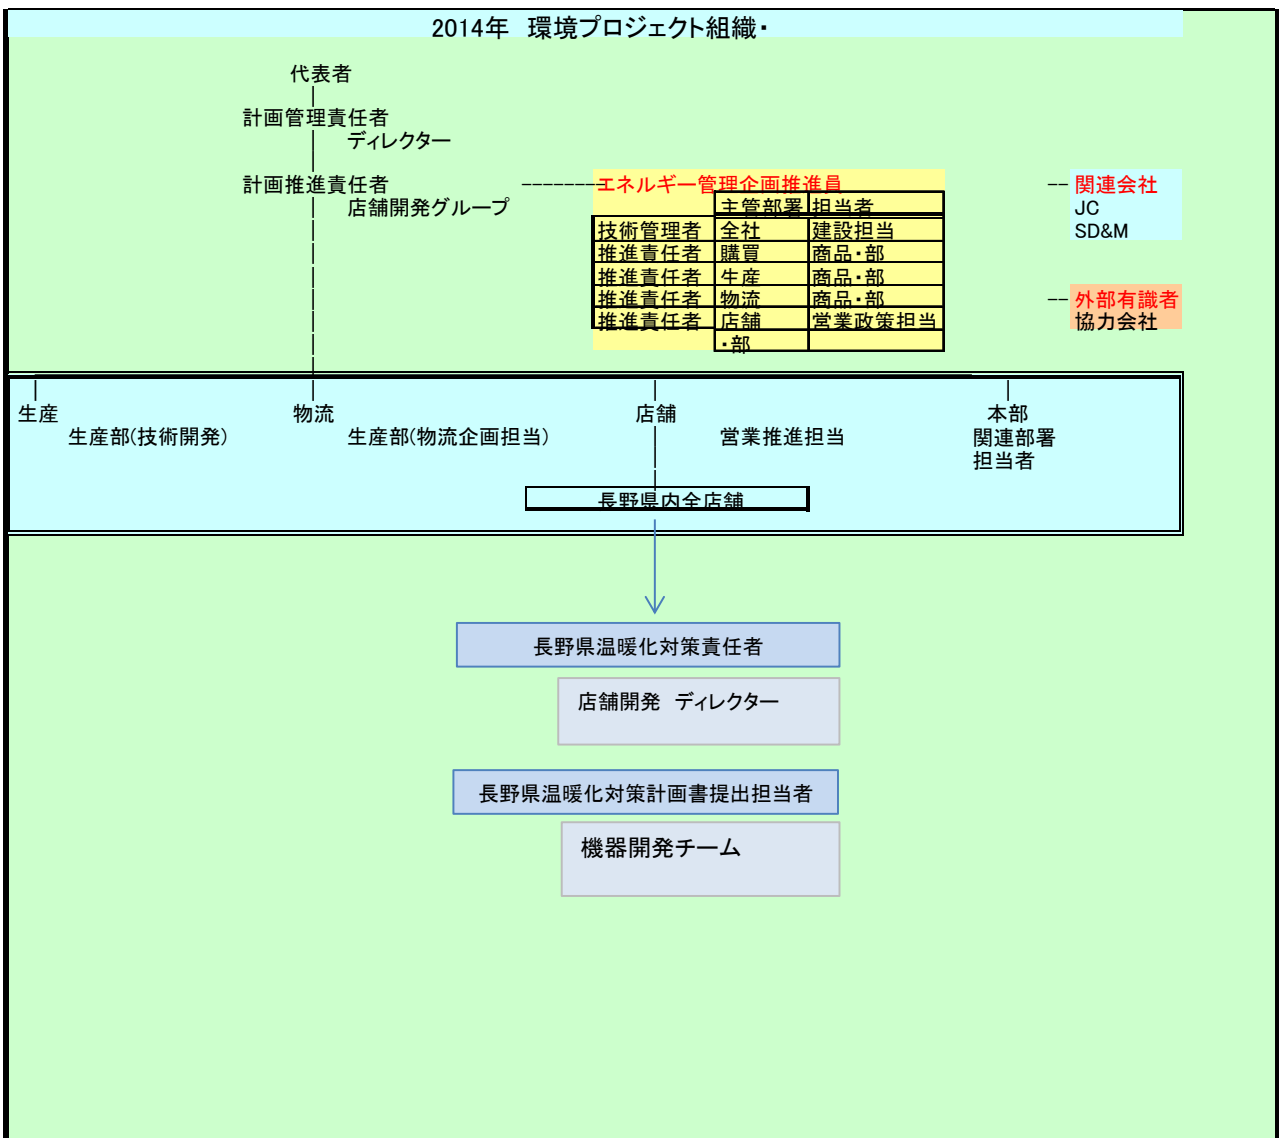 2014年　環境プロジェクト組織・
代表者
計画管理責任者
ディレクター
計画推進責任者 --------エネルギー管理企画推進員 -- 関連会社
店舗開発グループ 主管部署 担当者 JC
技術管理者 全社 建設担当 SD&M
推進責任者 購買 商品・部
推進責任者 生産 商品・部
推進責任者 物流 商品・部 -- 外部有識者
推進責任者 店舗 営業政策担当 協力会社
・部
生産 物流 店舗 本部
生産部(技術開発) 生産部(物流企画担当) 営業推進担当 関連部署
担当者
長野県内全店舗
長野県温暖化対策責任者
店舗開発　ディレクター
長野県温暖化対策計画書提出担当者
機器開発チーム